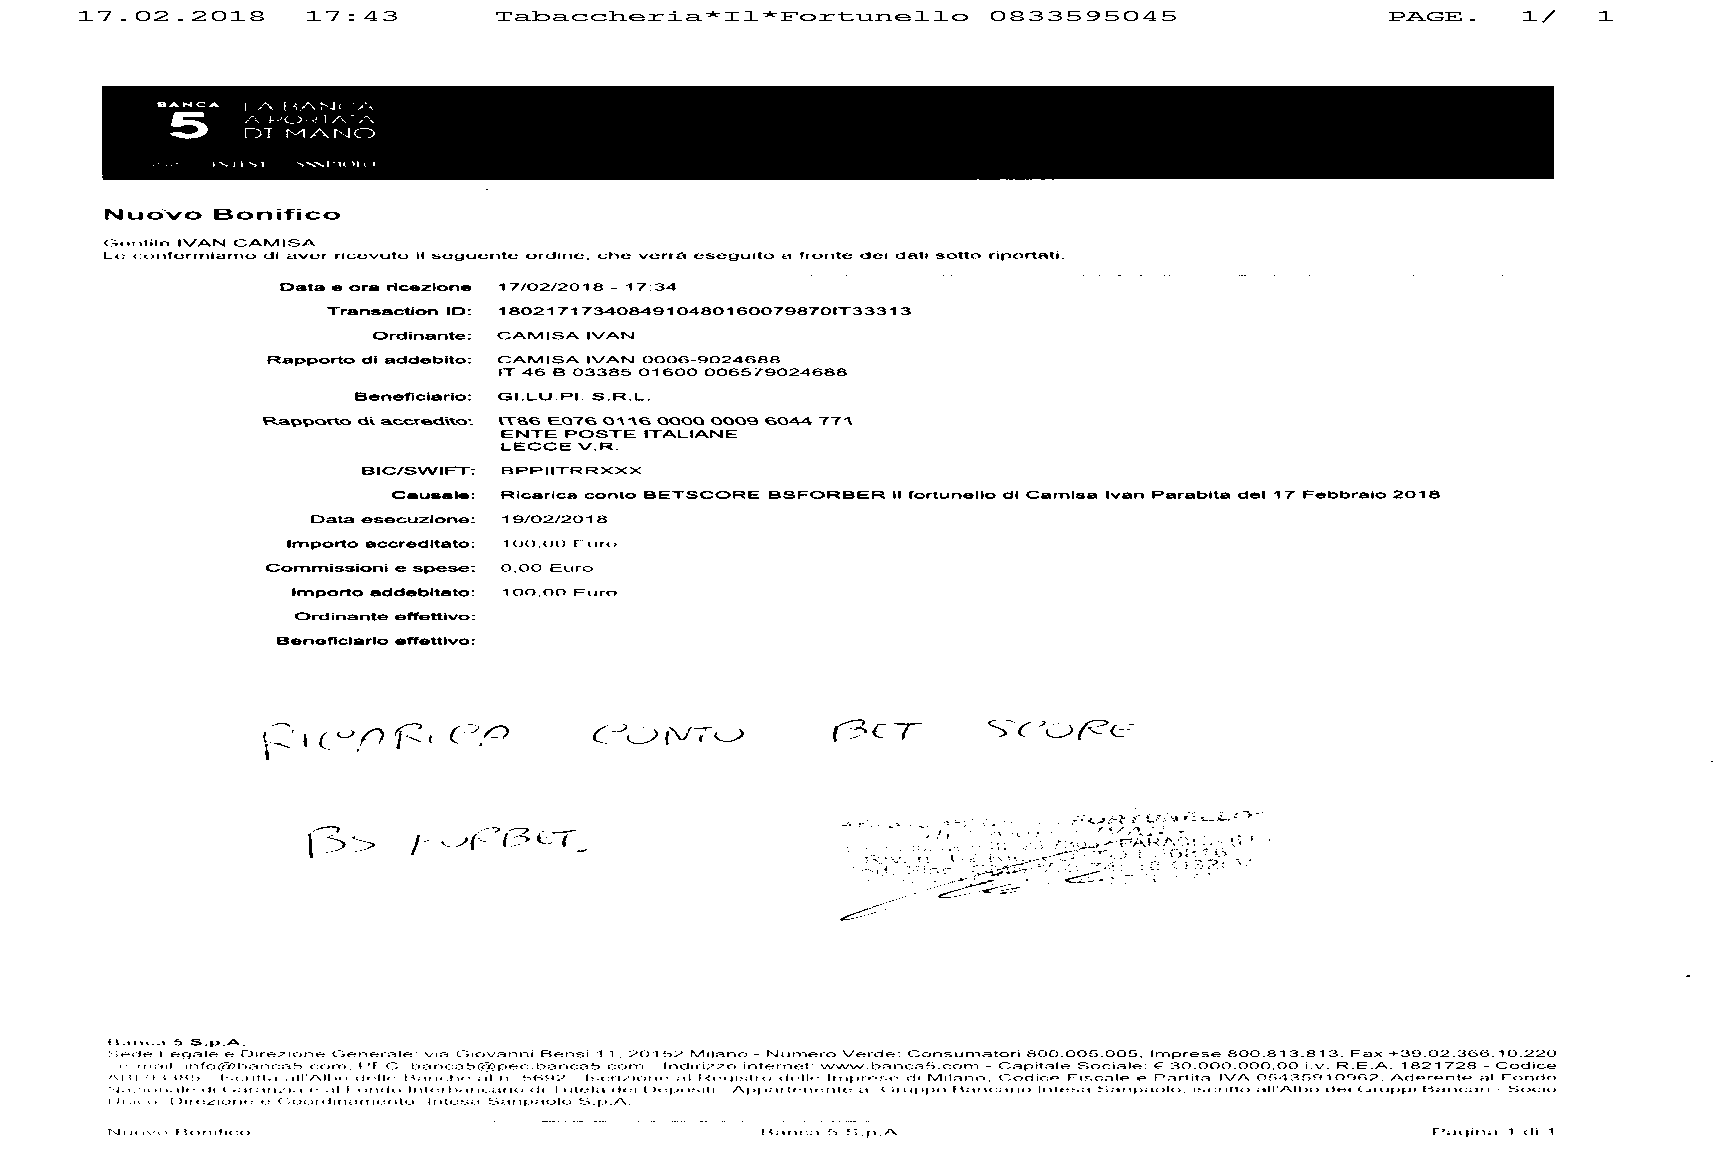 17.02.2018 17:43 Tabaccheria*Il*Fortunello 0833595045 PAGE. 1/ 1
BANCA 5
LA BANCA
A PORTATA
DI MANO
INTESA SANPAOLO
Nuovo Bonifico
Gentile IVAN CAMISA
Le confermiamo di aver ricevuto il seguente ordine, che verrà eseguito a fronte dei dati sotto riportati.
Data e ora ricezione 17/02/2018 - 17:34
Transaction ID: 1802171734084910480160079870IT33313
Ordinante: CAMISA IVAN
Rapporto di addebito: CAMISA IVAN 0006-9024688
IT 46 B 03385 01600 006579024688
Beneficiario: GI.LU.PI. S.R.L.
Rapporto di accredito: IT86 E076 0116 0000 0009 6044 771
ENTE POSTE ITALIANE
LECCE V.R.
BIC/SWIFT: BPPIITRRXXX
Causale: Ricarica conto BETSCORE BSFORBER il fortunello di Camisa Ivan Parabita del 17 Febbraio 2018
Data esecuzione: 19/02/2018
Importo accreditato: 100,00 Euro
Commissioni e spese: 0,00 Euro
Importo addebitato: 100,00 Euro
Ordinante effettivo:
Beneficiario effettivo:
RICARICA CONTO BET SCORE
BS FORBET
FORTUNELLO
Banca 5 S.p.A.
Sede Legale e Direzione Generale: via Giovanni Bensi 11, 20152 Milano - Numero Verde: Consumatori 800.005.005, Imprese 800.813.813, Fax +39.02.366.10.220
e-mail: info@banca5.com, PEC: banca5@pec.banca5.com - Indirizzo internet: www.banca5.com - Capitale Sociale: € 30.000.000,00 i.v. R.E.A. 1821728 - Codice
ABI 03385 - Iscritta all'Albo delle Banche al n. 5692 - Iscrizione al Registro delle Imprese di Milano, Codice Fiscale e Partita IVA 05435910962. Aderente al Fondo
Nazionale di Garanzia e al Fondo Interbancario di Tutela dei Depositi - Appartenente al Gruppo Bancario Intesa Sanpaolo, iscritto all'Albo dei Gruppi Bancari - Socio
Unico, Direzione e Coordinamento: Intesa Sanpaolo S.p.A.
Nuovo Bonifico Banca 5 S.p.A. Pagina 1 di 1